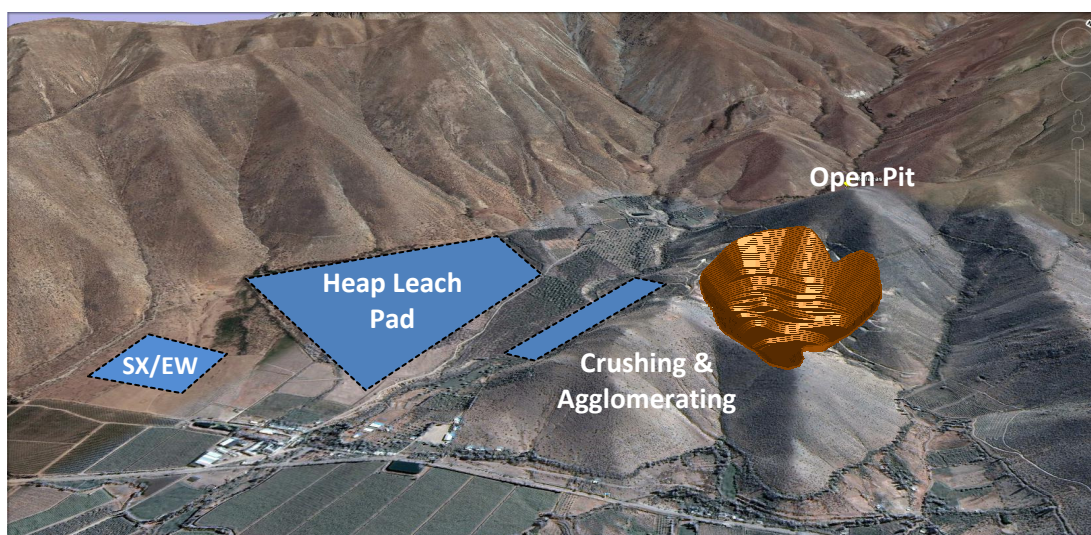 Open Pit
Heap Leach
Pad
SX/EW
Crushing &
Agglomerating